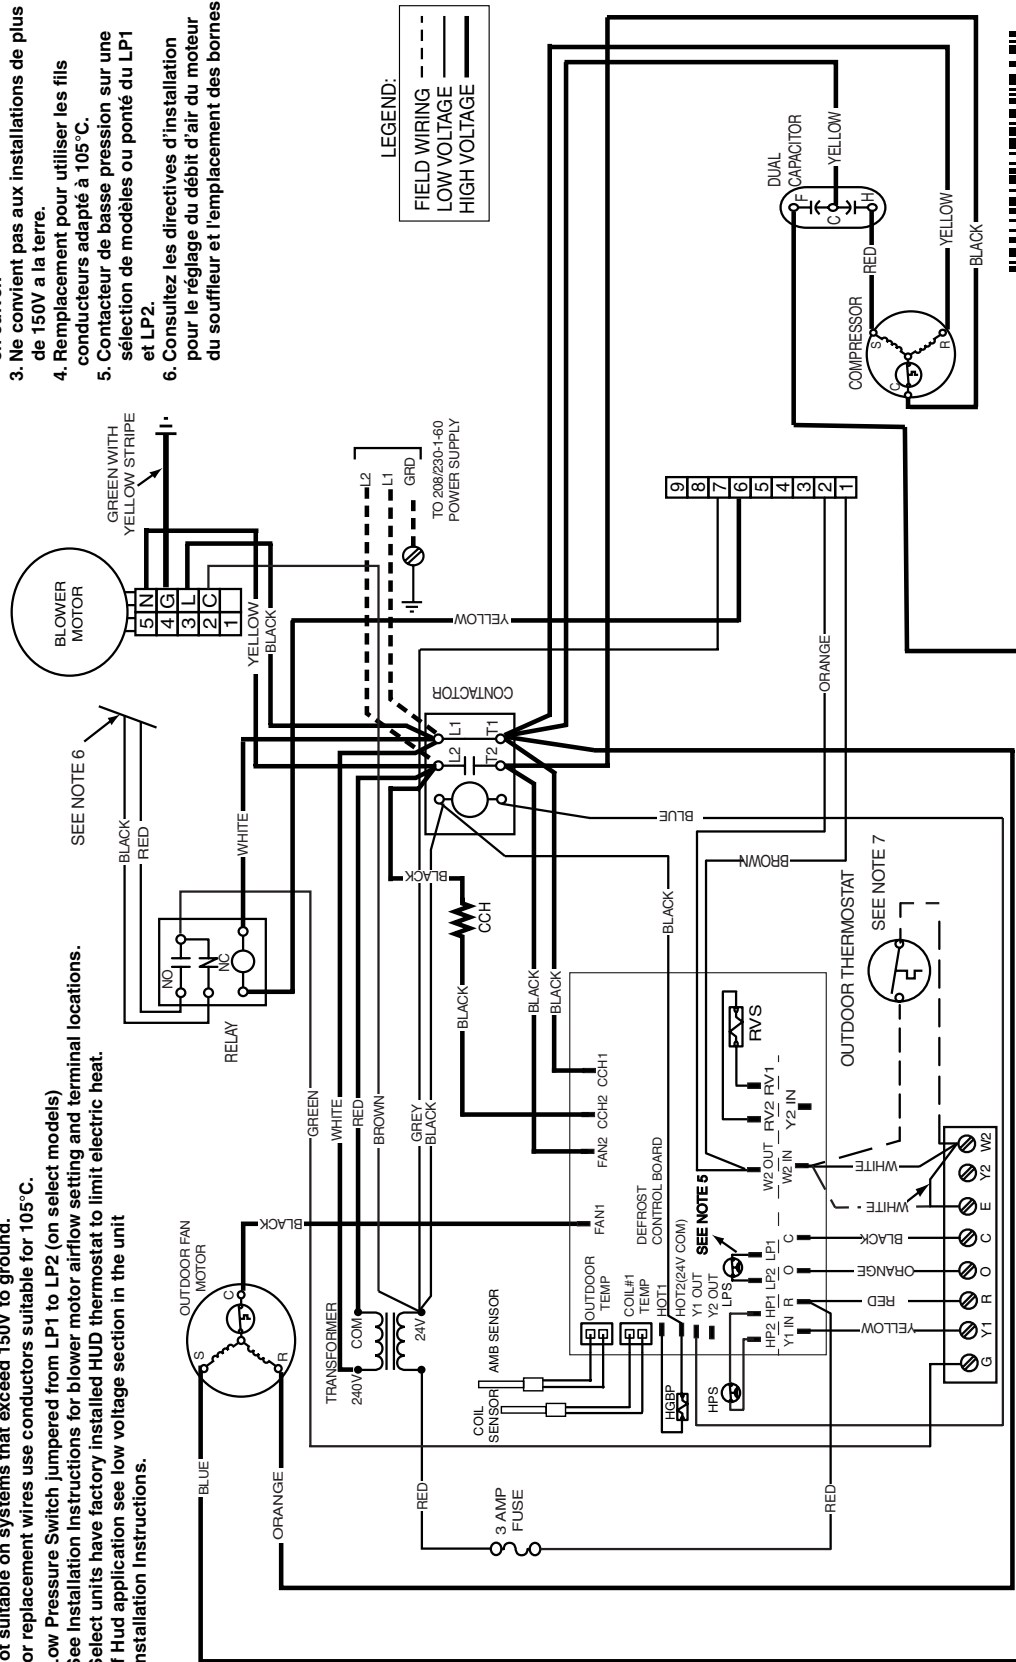 ot suitable on systems that exceed 150V to ground.
or replacement wires use conductors suitable for 105°C.
ow Pressure Switch jumpered from LP1 to LP2 (on select models)
ee Installation Instructions for blower motor airflow setting and terminal locations.
elect units have factory installed HUD thermostat to limit electric heat.
f Hud application see low voltage section in the unit
nstallation Instructions.
3. Ne convient pas aux installations de plus
de 150V a la terre.
4. Remplacement pour utiliser les fils
conducteurs adapté à 105°C.
5. Contacteur de basse pression sur une
sélection de modèles ou ponté du LP1
et LP2.
6. Consultez les directives d'installation
pour le réglage du débit d'air du moteur
du souffleur et l'emplacement des bornes
LEGEND:
FIELD WIRING
LOW VOLTAGE
HIGH VOLTAGE
BLOWER
MOTOR
5 N
4 G
3 L
2 C
1
GREEN WITH
YELLOW STRIPE
YELLOW
BLACK
SEE NOTE 6
BLACK
RED
WHITE
NO
NC
RELAY
L2
L1
GRD
TO 208/230-1-60
POWER SUPPLY
YELLOW
CONTACTOR
L1
L2
T1
T2
BLACK
CCH
BLACK
BLACK
BLACK
BLACK
BLUE
GREEN
WHITE
RED
BROWN
GREY
BLACK
9
8
7
6
5
4
3
2
1
ORANGE
BROWN
DUAL
CAPACITOR
F
C
H
YELLOW
RED
YELLOW
BLACK
COMPRESSOR
S
C
R
OUTDOOR FAN
MOTOR
C
S
R
BLACK
BLUE
ORANGE
TRANSFORMER
240V
COM
24V
RED
3 AMP
FUSE
RED
COIL
SENSOR
AMB SENSOR
FAN1
FAN2
CCH2
CCH1
DEFROST
CONTROL BOARD
OUTDOOR
TEMP
COIL#1
TEMP
HOT1
HOT2(24V COM)
Y1 OUT
Y2 OUT
HGBP
HPS
LPS
SEE NOTE 5
HP2
HP1
LP2
LP1
W2 OUT
RV2
RV1
RVS
Y1 IN
R
O
C
W2 IN
Y2 IN
OUTDOOR THERMOSTAT
SEE NOTE 7
YELLOW
RED
ORANGE
BLACK
WHITE
WHITE
G
Y1
R
O
C
E
Y2
W2